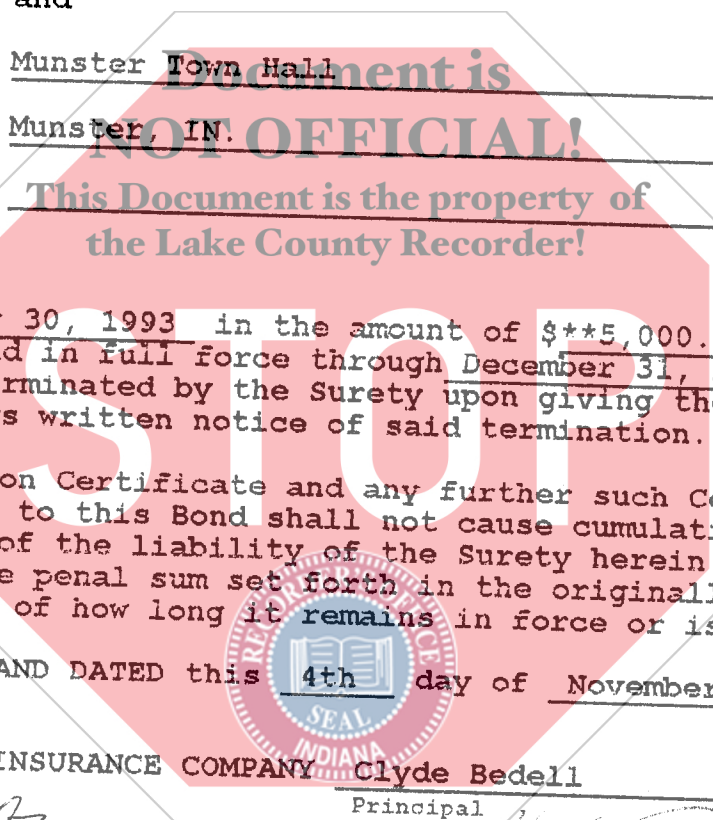 and
Munster Town Hall
Document is
Munster, IN.
NOT OFFICIAL!
This Document is the property of
the Lake County Recorder!
STOP
30, 1993 in the amount of $**5,000.
in full force through December 31,
rminated by the Surety upon giving the
s written notice of said termination.
on Certificate and any further such
to this Bond shall not cause cumulati
of the liability of the Surety herein
e penal sum set forth in the originall
of how long it remains in force or is
AND DATED this 4th day of November
SEAL
INDIANA
INSURANCE COMPANY Clyde Bedell
Principal